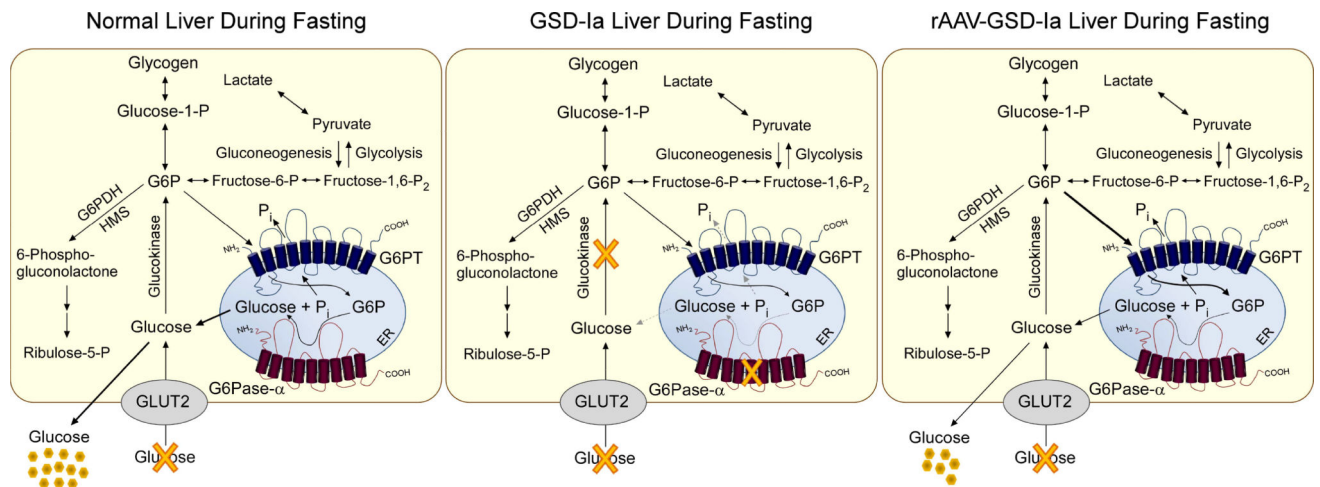 Normal Liver During Fasting
Glycogen
Lactate
Glucose-1-P
Pyruvate
Gluconeogenesis
Glycolysis
G6P
Fructose-6-P
Fructose-1,6-P2
G6PDH
HMS
Glucokinase
Pi
NH2
COOH
G6PT
6-Phospho-
gluconolactone
Glucose + Pi
G6P
Glucose
NH2
ER
Ribulose-5-P
COOH
G6Pase-α
GLUT2
Glucose
Glucose
GSD-Ia Liver During Fasting
Glycogen
Lactate
Glucose-1-P
Pyruvate
Gluconeogenesis
Glycolysis
G6P
Fructose-6-P
Fructose-1,6-P2
G6PDH
HMS
Glucokinase
Pi
NH2
COOH
G6PT
6-Phospho-
gluconolactone
Glucose + Pi
G6P
Glucose
NH2
ER
Ribulose-5-P
COOH
G6Pase-α
GLUT2
Glucose
rAAV-GSD-Ia Liver During Fasting
Glycogen
Lactate
Glucose-1-P
Pyruvate
Gluconeogenesis
Glycolysis
G6P
Fructose-6-P
Fructose-1,6-P2
G6PDH
HMS
Glucokinase
Pi
NH2
COOH
G6PT
6-Phospho-
gluconolactone
Glucose + Pi
G6P
Glucose
NH2
ER
Ribulose-5-P
COOH
G6Pase-α
GLUT2
Glucose
Glucose